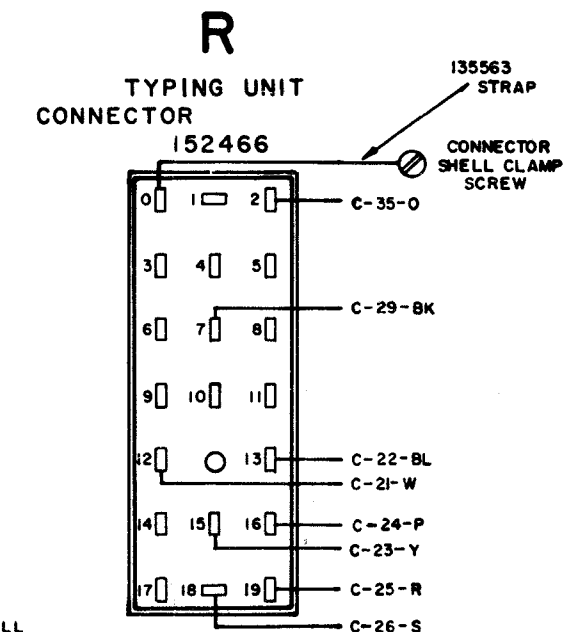 R
TYPING UNIT
CONNECTOR
152466
135563
STRAP
CONNECTOR
SHELL CLAMP
SCREW
0 1 2 C-35-O
3 4 5
C-29-BK
6 7 8
9 10 11
12 13 C-22-BL
C-21-W
14 15 16 C-24-P
C-23-Y
17 18 19 C-25-R
LL C-26-S